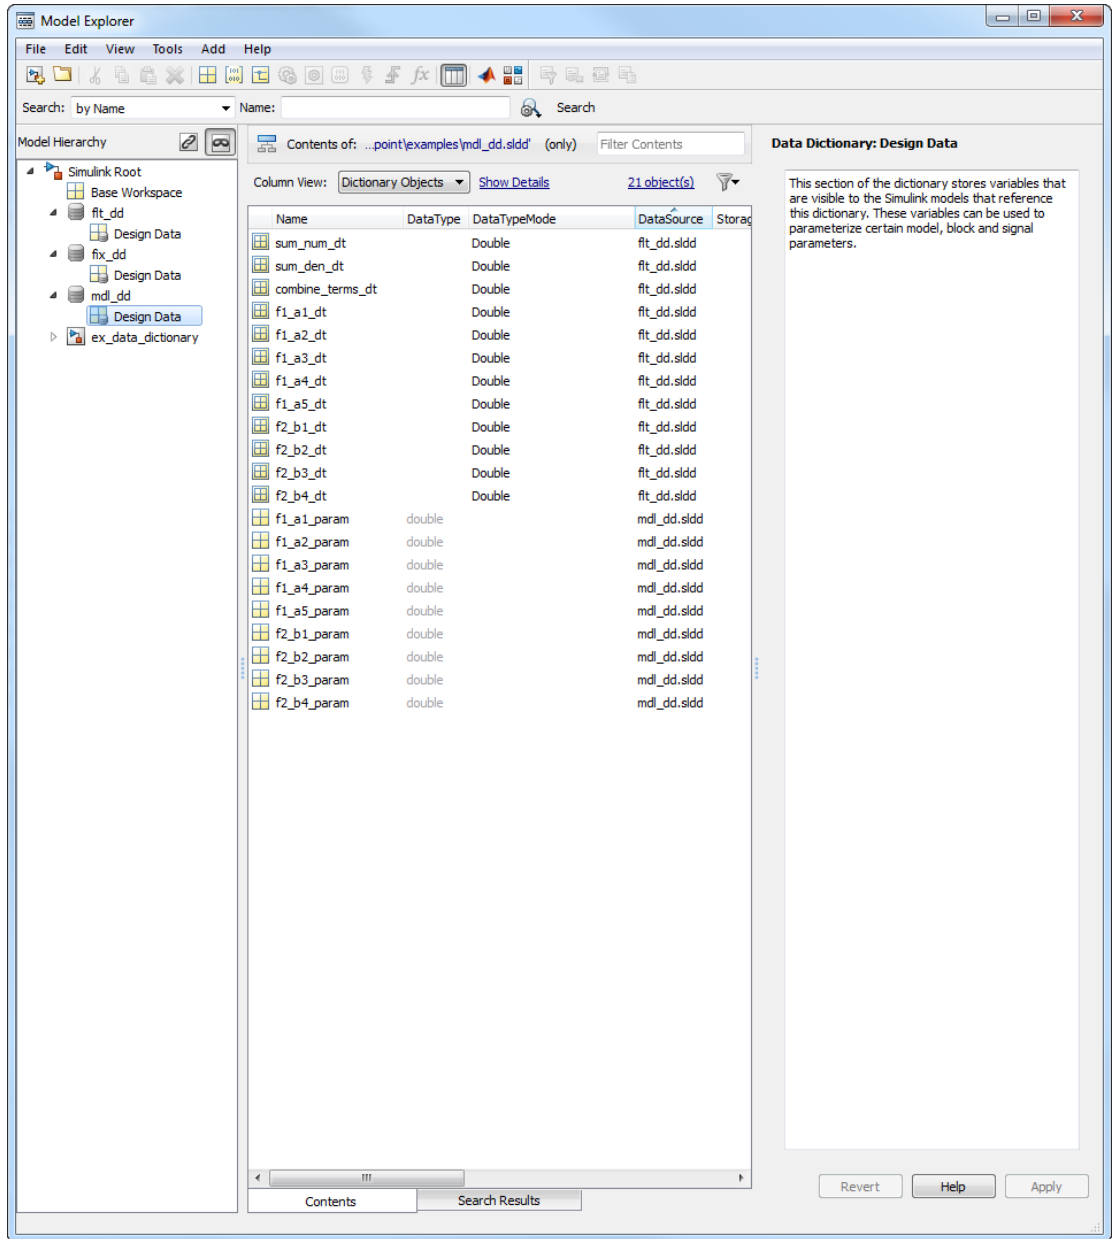 Model Explorer
File Edit View Tools Add Help
Search: by Name Name: Search
Model Hierarchy
Simulink Root
Base Workspace
flt_dd
Design Data
fix_dd
Design Data
mdl_dd
Design Data
ex_data_dictionary
Contents of: ...point\examples\mdl_dd.sldd' (only) Filter Contents
Column View: Dictionary Objects Show Details 21 object(s)
Name DataType DataTypeMode DataSource Storag
sum_num_dt Double flt_dd.sldd
sum_den_dt Double flt_dd.sldd
combine_terms_dt Double flt_dd.sldd
f1_a1_dt Double flt_dd.sldd
f1_a2_dt Double flt_dd.sldd
f1_a3_dt Double flt_dd.sldd
f1_a4_dt Double flt_dd.sldd
f1_a5_dt Double flt_dd.sldd
f2_b1_dt Double flt_dd.sldd
f2_b2_dt Double flt_dd.sldd
f2_b3_dt Double flt_dd.sldd
f2_b4_dt Double flt_dd.sldd
f1_a1_param double mdl_dd.sldd
f1_a2_param double mdl_dd.sldd
f1_a3_param double mdl_dd.sldd
f1_a4_param double mdl_dd.sldd
f1_a5_param double mdl_dd.sldd
f2_b1_param double mdl_dd.sldd
f2_b2_param double mdl_dd.sldd
f2_b3_param double mdl_dd.sldd
f2_b4_param double mdl_dd.sldd
Contents Search Results
Data Dictionary: Design Data
This section of the dictionary stores variables that
are visible to the Simulink models that reference
this dictionary. These variables can be used to
parameterize certain model, block and signal
parameters.
Revert Help Apply